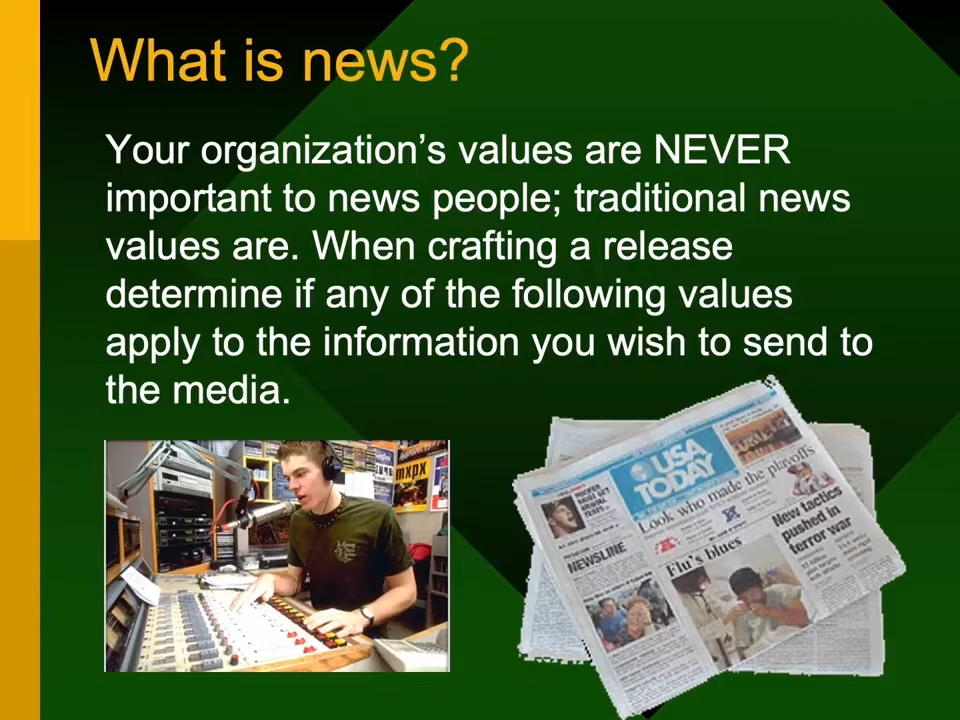 What is news?
Your organization’s values are NEVER
important to news people; traditional news
values are. When crafting a release
determine if any of the following values
apply to the information you wish to send to
the media.
mxpx
USA
TODAY
Look who made the playoffs
NEWSLINE
Flu's blues
New tactics
pushed in
terror war